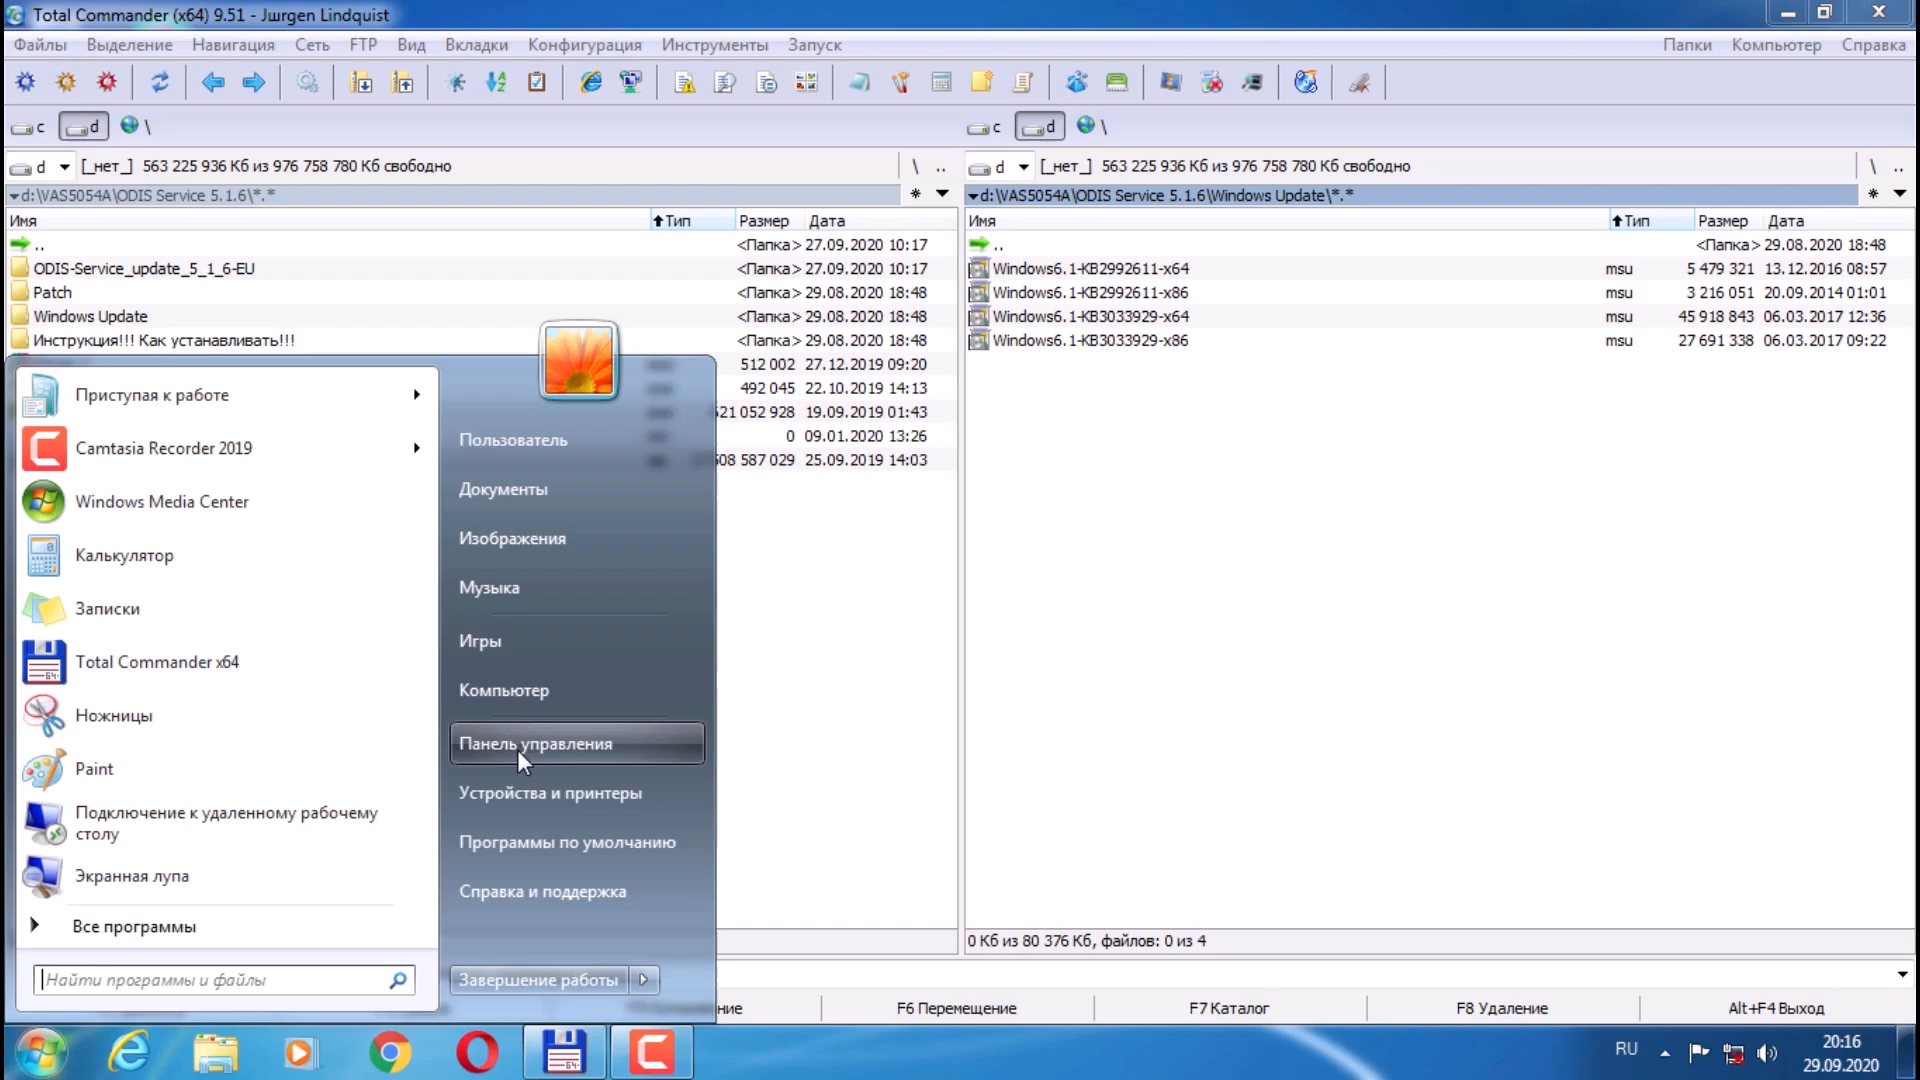 Total Commander (x64) 9.51 - Jwrgen Lindquist
Файлы Выделение Навигация Сеть FTP Вид Вкладки Конфигурация Инструменты Запуск Папки Компьютер Справка
c d \
c d \
d [_нет_] 563 225 936 Кб из 976 758 780 Кб свободно \ ..
d [_нет_] 563 225 936 Кб из 976 758 780 Кб свободно \ ..
d:\VAS5054A\ODIS Service 5.1.6\*.* *
d:\VAS5054A\ODIS Service 5.1.6\Windows Update\*.* *
Имя Тип Размер Дата
.. <Папка> 27.09.2020 10:17
ODIS-Service_update_5_1_6-EU <Папка> 27.09.2020 10:17
Patch <Папка> 29.08.2020 18:48
Windows Update <Папка> 29.08.2020 18:48
Инструкция!!! Как устанавливать!!! <Папка> 29.08.2020 18:48
512 002 27.12.2019 09:20
492 045 22.10.2019 14:13
521 052 928 19.09.2019 01:43
0 09.01.2020 13:26
508 587 029 25.09.2019 14:03
Имя Тип Размер Дата
.. <Папка> 29.08.2020 18:48
Windows6.1-KB2992611-x64 msu 5 479 321 13.12.2016 08:57
Windows6.1-KB2992611-x86 msu 3 216 051 20.09.2014 01:01
Windows6.1-KB3033929-x64 msu 45 918 843 06.03.2017 12:36
Windows6.1-KB3033929-x86 msu 27 691 338 06.03.2017 09:22
0 Кб из 80 376 Кб, файлов: 0 из 4
Приступая к работе
Camtasia Recorder 2019
Windows Media Center
Калькулятор
Записки
Total Commander x64
Ножницы
Paint
Подключение к удаленному рабочему
столу
Экранная лупа
Все программы
Найти программы и файлы
Пользователь
Документы
Изображения
Музыка
Игры
Компьютер
Панель управления
Устройства и принтеры
Программы по умолчанию
Справка и поддержка
Завершение работы
F6 Перемещение F7 Каталог F8 Удаление Alt+F4 Выход
64
RU
20:16
29.09.2020